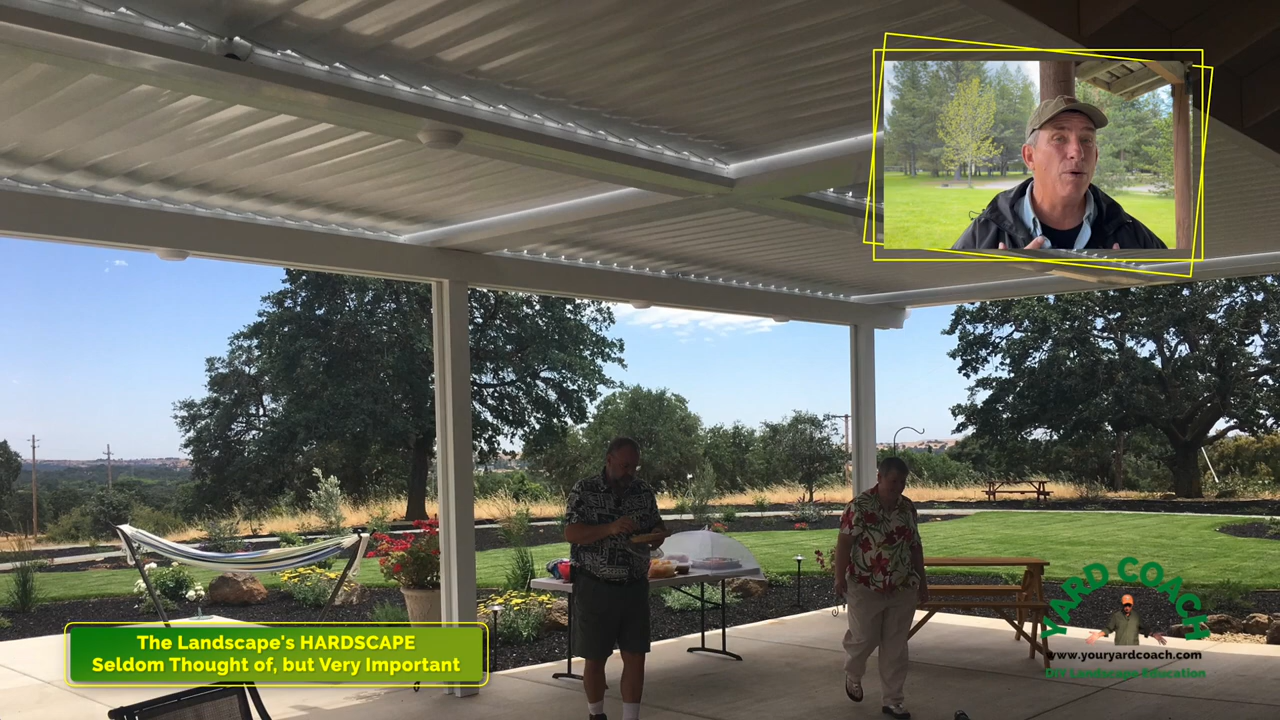 The Landscape's HARDSCAPE
Seldom Thought of, but Very Important
YARD COACH
www.youryardcoach.com
DIY Landscape Education